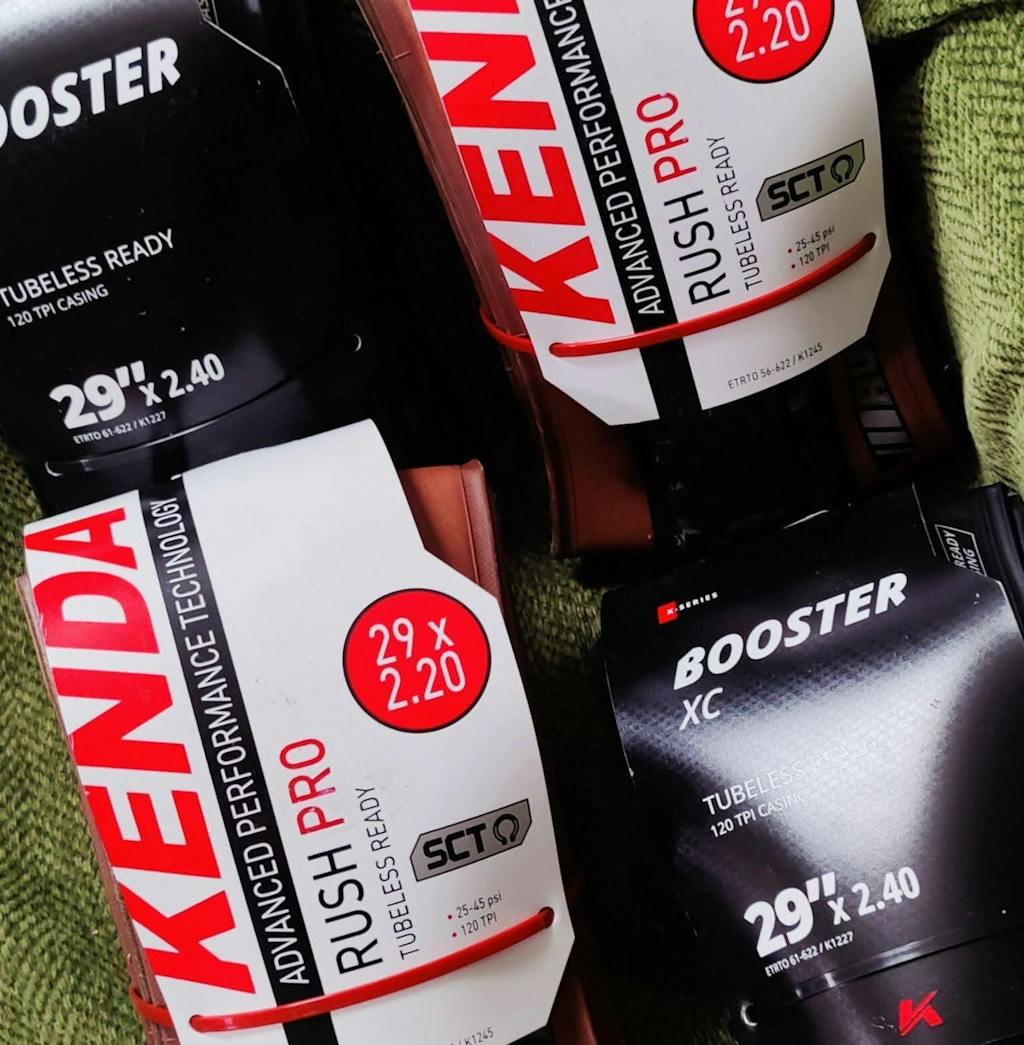 BOOSTER
TUBELESS READY
120 TPI CASING
29" x 2.40
ETRTO 61-622 / K1227
KEND
ADVANCED PERFORMANCE
RUSH PRO
TUBELESS READY
2.20
SCT
• 25-45 psi
• 120 TPI
ETRTO 56-622 / K1245
KENDA
ADVANCED PERFORMANCE TECHNOLOGY
29 x
2.20
RUSH PRO
TUBELESS READY
SCT
• 25-45 psi
• 120 TPI
/ K1245
K-SERIES
BOOSTER
XC
TUBELESS READY
120 TPI CASING
29" x 2.40
ETRTO 61-622 / K1227
READY
K